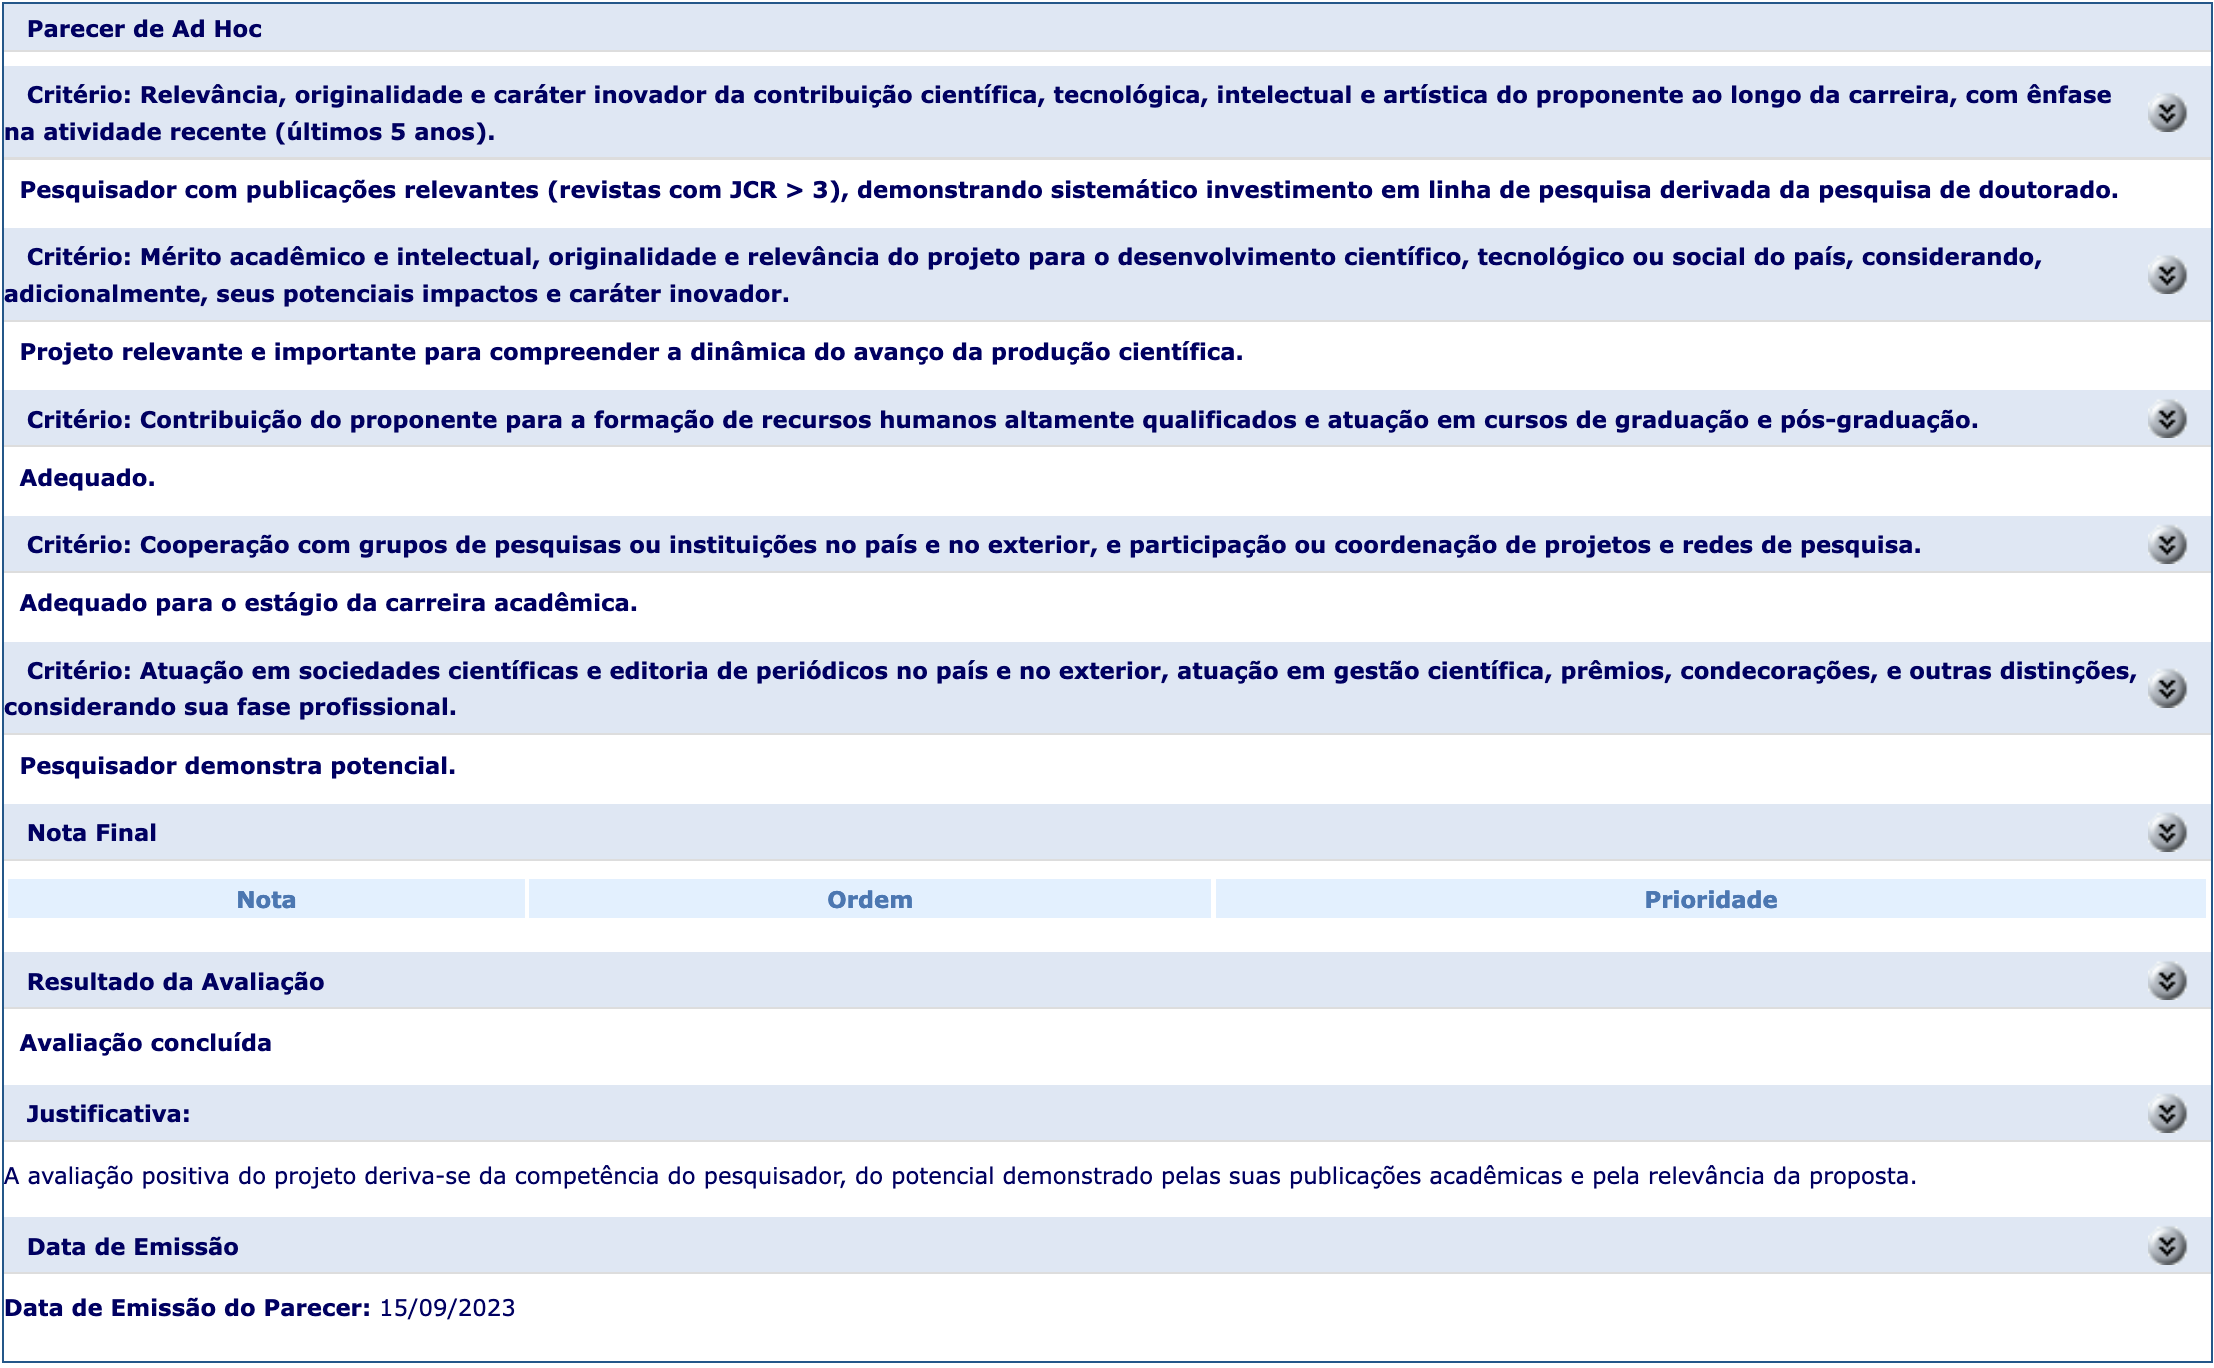 Parecer de Ad Hoc
Critério: Relevância, originalidade e caráter inovador da contribuição científica, tecnológica, intelectual e artística do proponente ao longo da carreira, com ênfase
na atividade recente (últimos 5 anos).
Pesquisador com publicações relevantes (revistas com JCR > 3), demonstrando sistemático investimento em linha de pesquisa derivada da pesquisa de doutorado.
Critério: Mérito acadêmico e intelectual, originalidade e relevância do projeto para o desenvolvimento científico, tecnológico ou social do país, considerando,
adicionalmente, seus potenciais impactos e caráter inovador.
Projeto relevante e importante para compreender a dinâmica do avanço da produção científica.
Critério: Contribuição do proponente para a formação de recursos humanos altamente qualificados e atuação em cursos de graduação e pós-graduação.
Adequado.
Critério: Cooperação com grupos de pesquisas ou instituições no país e no exterior, e participação ou coordenação de projetos e redes de pesquisa.
Adequado para o estágio da carreira acadêmica.
Critério: Atuação em sociedades científicas e editoria de periódicos no país e no exterior, atuação em gestão científica, prêmios, condecorações, e outras distinções,
considerando sua fase profissional.
Pesquisador demonstra potencial.
Nota Final
Nota Ordem Prioridade
Resultado da Avaliação
Avaliação concluída
Justificativa:
A avaliação positiva do projeto deriva-se da competência do pesquisador, do potencial demonstrado pelas suas publicações acadêmicas e pela relevância da proposta.
Data de Emissão
Data de Emissão do Parecer: 15/09/2023